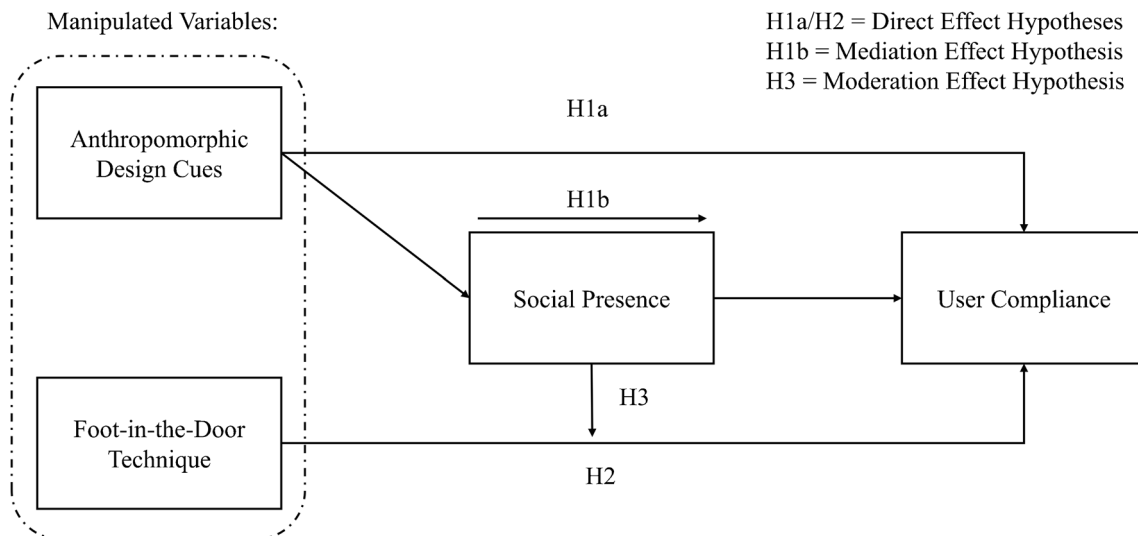 Manipulated Variables:
H1a/H2 = Direct Effect Hypotheses
H1b = Mediation Effect Hypothesis
H3 = Moderation Effect Hypothesis
H1a
Anthropomorphic
Design Cues
H1b
Social Presence
User Compliance
H3
Foot-in-the-Door
Technique
H2